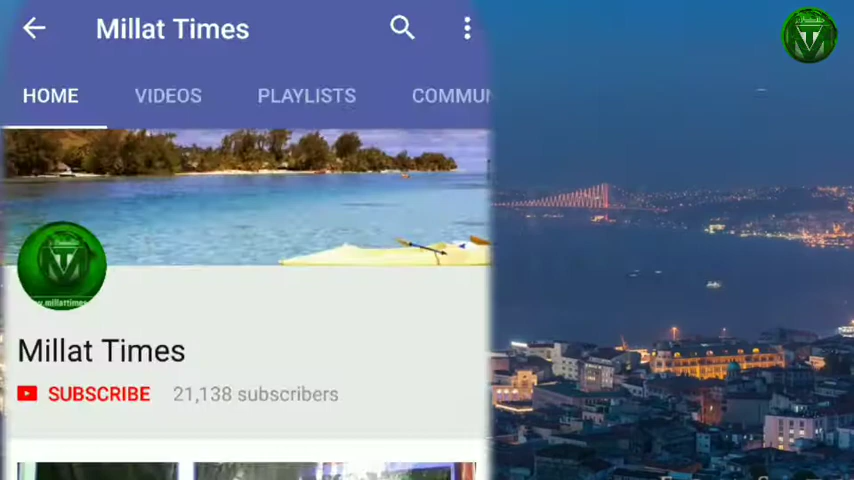 Millat Times
HOME VIDEOS PLAYLISTS COMMUN
Millat Times
SUBSCRIBE 21,138 subscribers